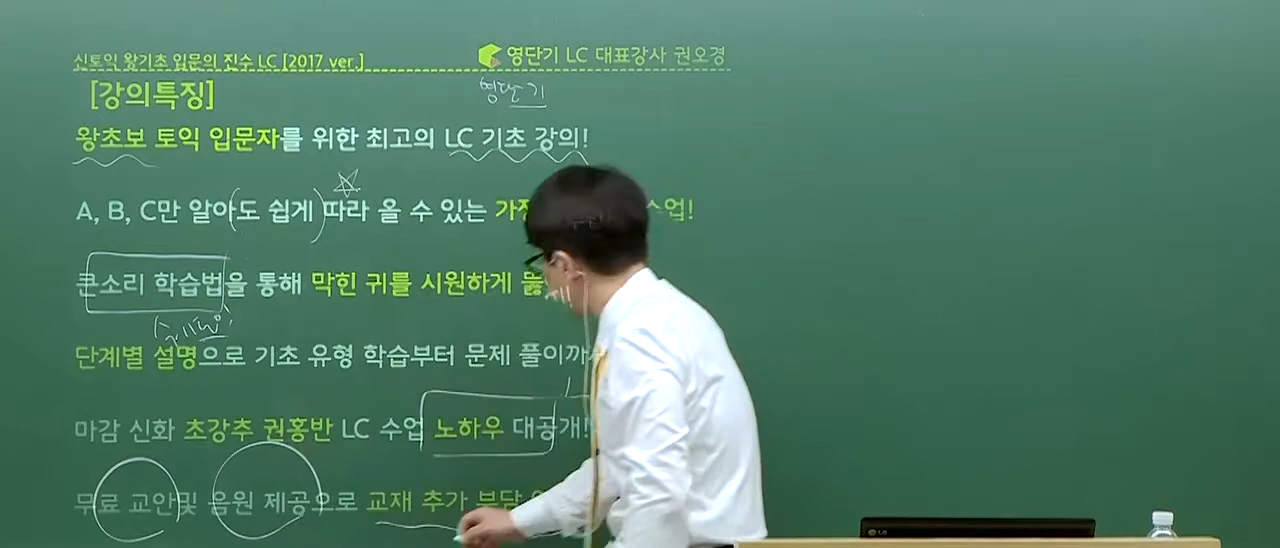 신토익 왕기초 입문의 진수 LC [2017 ver.]
영단기 LC 대표강사 권오경
[강의특징]
영단기
왕초보 토익 입문자를 위한 최고의 LC 기초 강의!
A, B, C만 알아도 쉽게 따라 올 수 있는 수업!
큰소리 학습법을 통해 막힌 귀를 시원하게
단계별 설명으로 기초 유형 학습부터 문제 풀이까지
마감 신화 초강추 권홍반 LC 수업 노하우 대공개!
무료 교안및 음원 제공으로 교재 추가 부담
LG